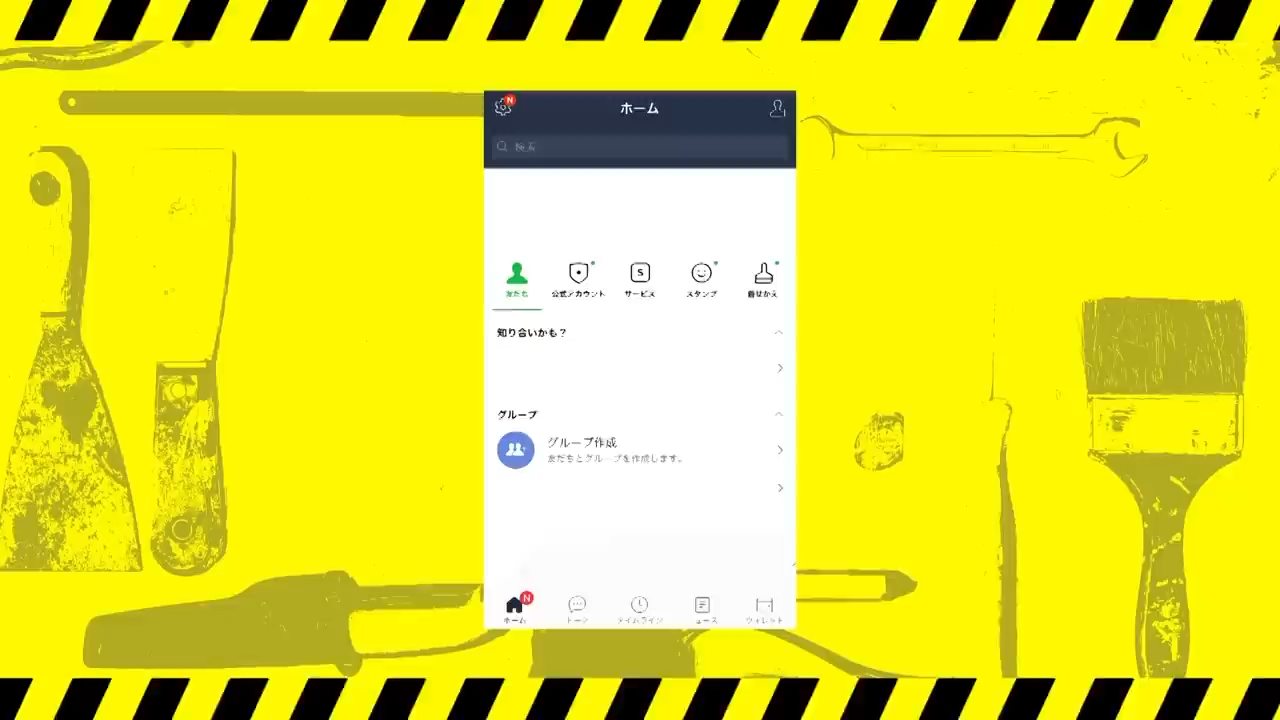 N
ホーム
検索
友だち
公式アカウント
S
サービス
スタンプ
着せかえ
知り合いかも？
グループ
グループ作成
友だちとグループを作成します。
N
ホーム
トーク
タイムライン
ニュース
ウォレット